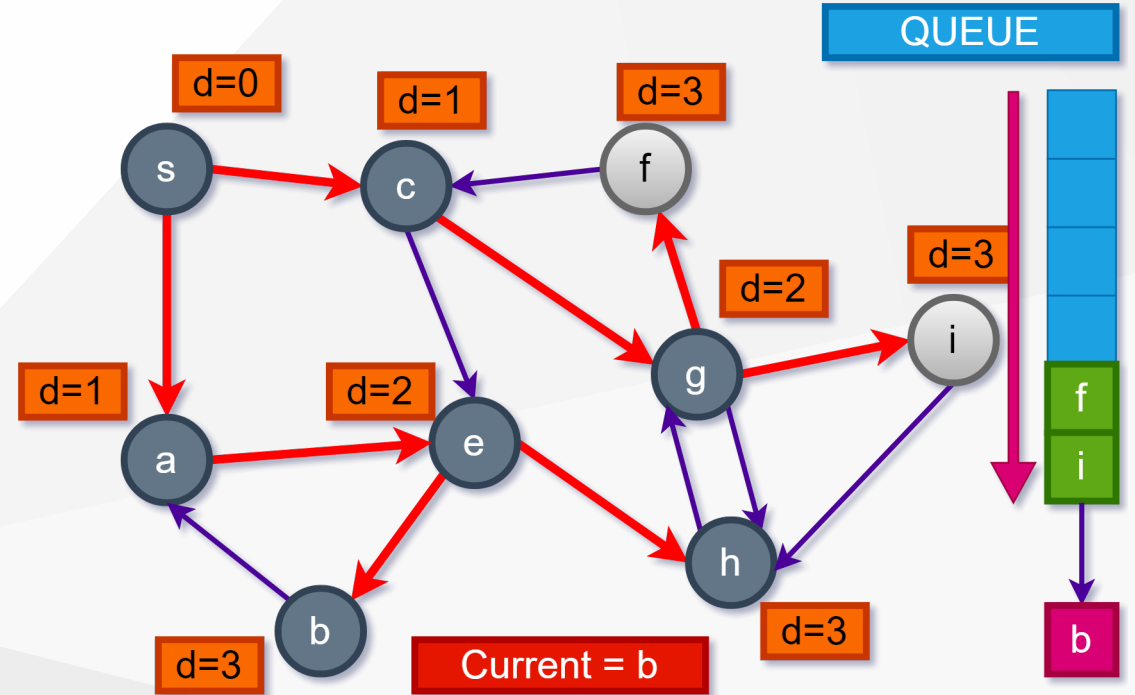 QUEUE
d=0
d=1
d=3
s
c
f
d=3
d=2
i
g
d=1
d=2
f
a
e
i
h
b
d=3
b
d=3
Current = b